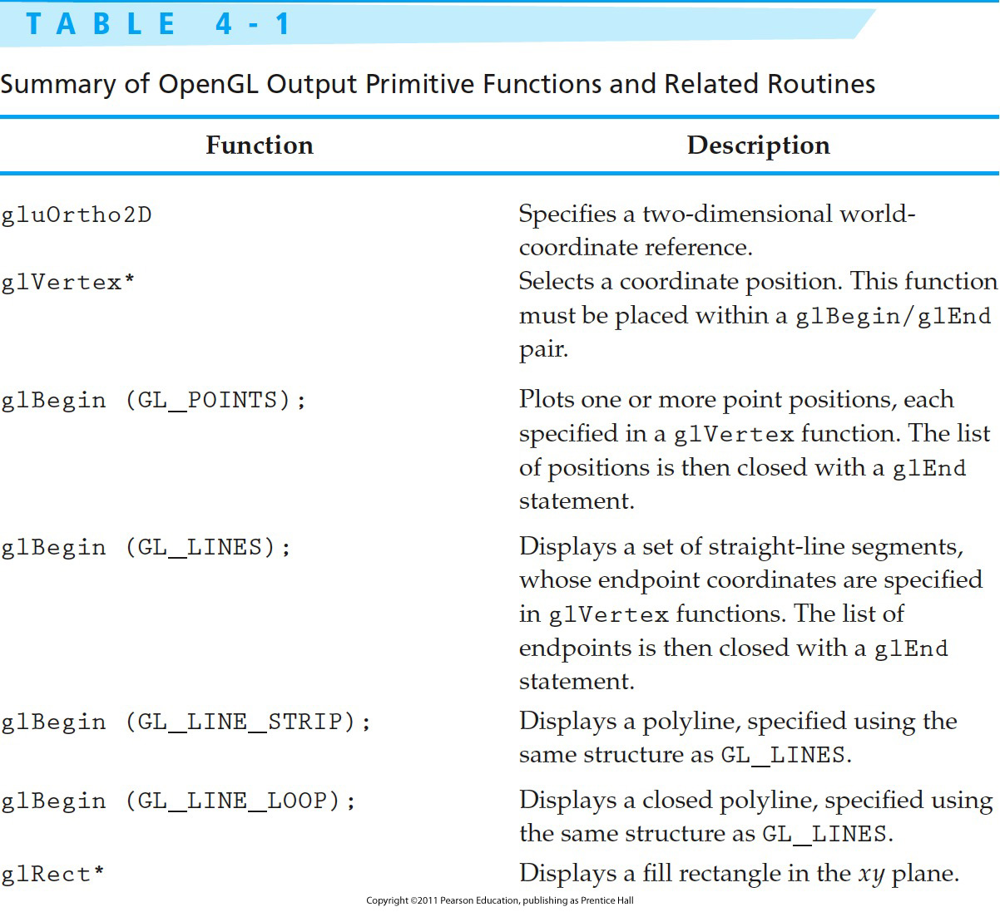 TABLE 4-1
Summary of OpenGL Output Primitive Functions and Related Routines
Function Description
gluOrtho2D Specifies a two-dimensional world-
coordinate reference.
glVertex* Selects a coordinate position. This function
must be placed within a glBegin/glEnd
pair.
glBegin (GL_POINTS); Plots one or more point positions, each
specified in a glVertex function. The list
of positions is then closed with a glEnd
statement.
glBegin (GL_LINES); Displays a set of straight-line segments,
whose endpoint coordinates are specified
in glVertex functions. The list of
endpoints is then closed with a glEnd
statement.
glBegin (GL_LINE_STRIP); Displays a polyline, specified using the
same structure as GL_LINES.
glBegin (GL_LINE_LOOP); Displays a closed polyline, specified using
the same structure as GL_LINES.
glRect* Displays a fill rectangle in the xy plane.
Copyright ©2011 Pearson Education, publishing as Prentice Hall